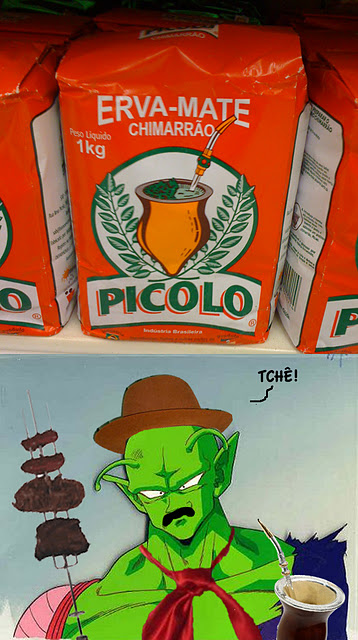 ERVA-MATE
CHIMARRÃO
Peso Líquido
1kg
PICOLO
®
Indústria Brasileira
O
®
P
TCHÊ!